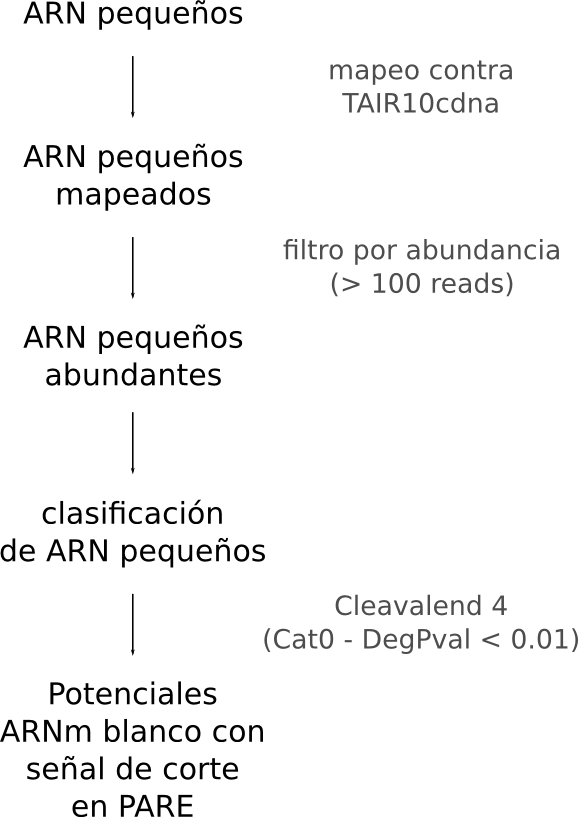 ARN pequeños
mapeo contra
TAIR10cdna
ARN pequeños
mapeados
filtro por abundancia
(> 100 reads)
ARN pequeños
abundantes
clasificación
de ARN pequeños
Cleavalend 4
(Cat0 - DegPval < 0.01)
Potenciales
ARNm blanco con
señal de corte
en PARE